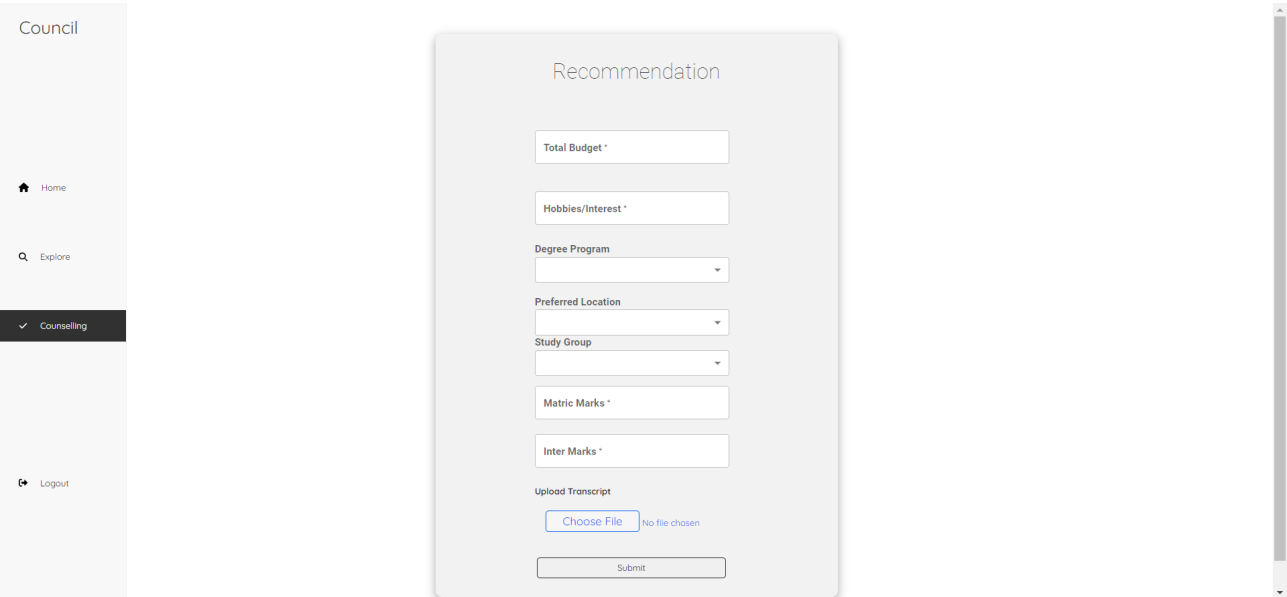 Council
Home
Explore
Counselling
Logout
Recommendation
Total Budget *
Hobbies/Interest *
Degree Program
Preferred Location
Study Group
Matric Marks *
Inter Marks *
Upload Transcript
Choose File No file chosen
Submit